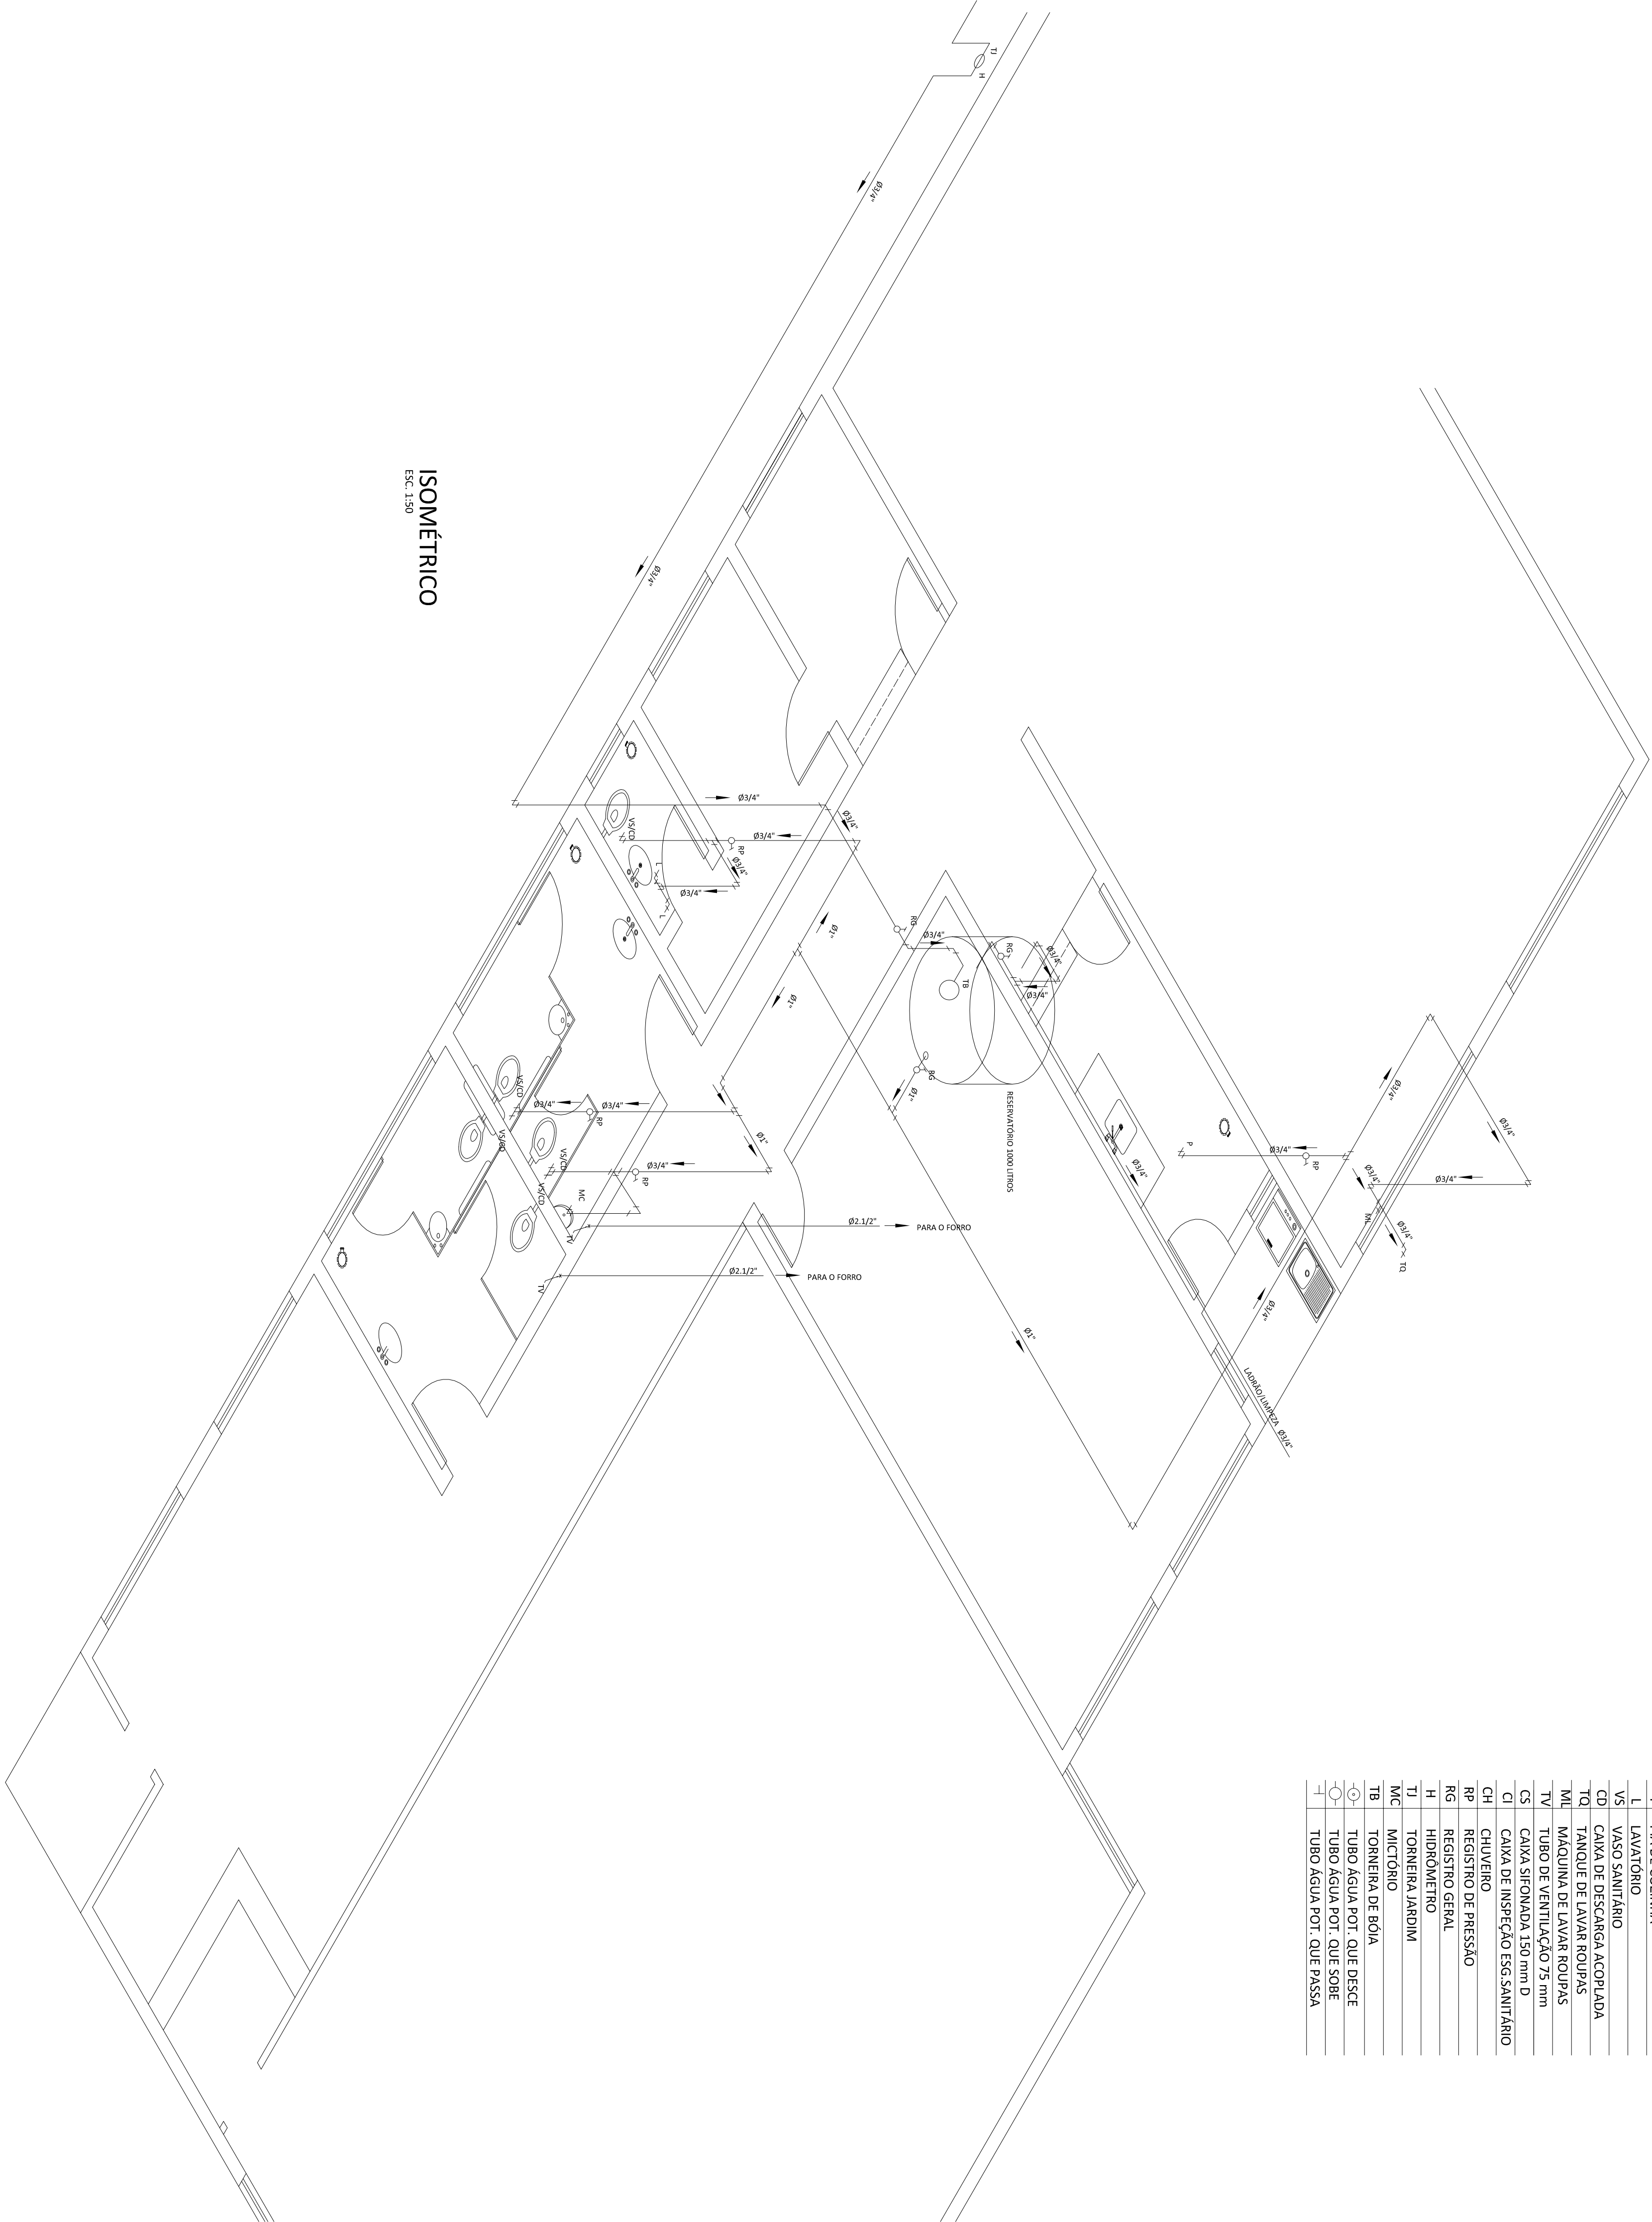 TJ
H
Ø3/4"
Ø3/4"
ISOMÉTRICO
ESC. 1:50
Ø3/4"
Ø3/4"
Ø3/4"
RP
Ø3/4"
VS/CD
L
L
Ø3/4"
Ø1"
Ø1"
RG
Ø3/4"
TB
RG
Ø3/4"
Ø3/4"
RG
Ø1"
RESERVATÓRIO 1000 LITROS
VS/CD
Ø3/4"
Ø3/4"
RP
VS/CD
Ø1"
VS/CD
Ø3/4"
RP
VS/CD
MC
TV
Ø2.1/2"
PARA O FORRO
TV
Ø2.1/2"
PARA O FORRO
Ø3/4"
P
Ø3/4"
RP
Ø3/4"
Ø3/4"
Ø3/4"
Ø3/4"
ML
Ø3/4"
TQ
Ø3/4"
Ø1"
LADRÃO/LIMPEZA Ø3/4"
L LAVATÓRIO
VS VASO SANITÁRIO
CD CAIXA DE DESCARGA ACOPLADA
TQ TANQUE DE LAVAR ROUPAS
ML MÁQUINA DE LAVAR ROUPAS
TV TUBO DE VENTILAÇÃO 75 mm
CS CAIXA SIFONADA 150 mm D
CI CAIXA DE INSPEÇÃO ESG.SANITÁRIO
CH CHUVEIRO
RP REGISTRO DE PRESSÃO
RG REGISTRO GERAL
H HIDRÔMETRO
TJ TORNEIRA JARDIM
MC MICTÓRIO
TB TORNEIRA DE BÓIA
TUBO ÁGUA POT. QUE DESCE
TUBO ÁGUA POT. QUE SOBE
TUBO ÁGUA POT. QUE PASSA